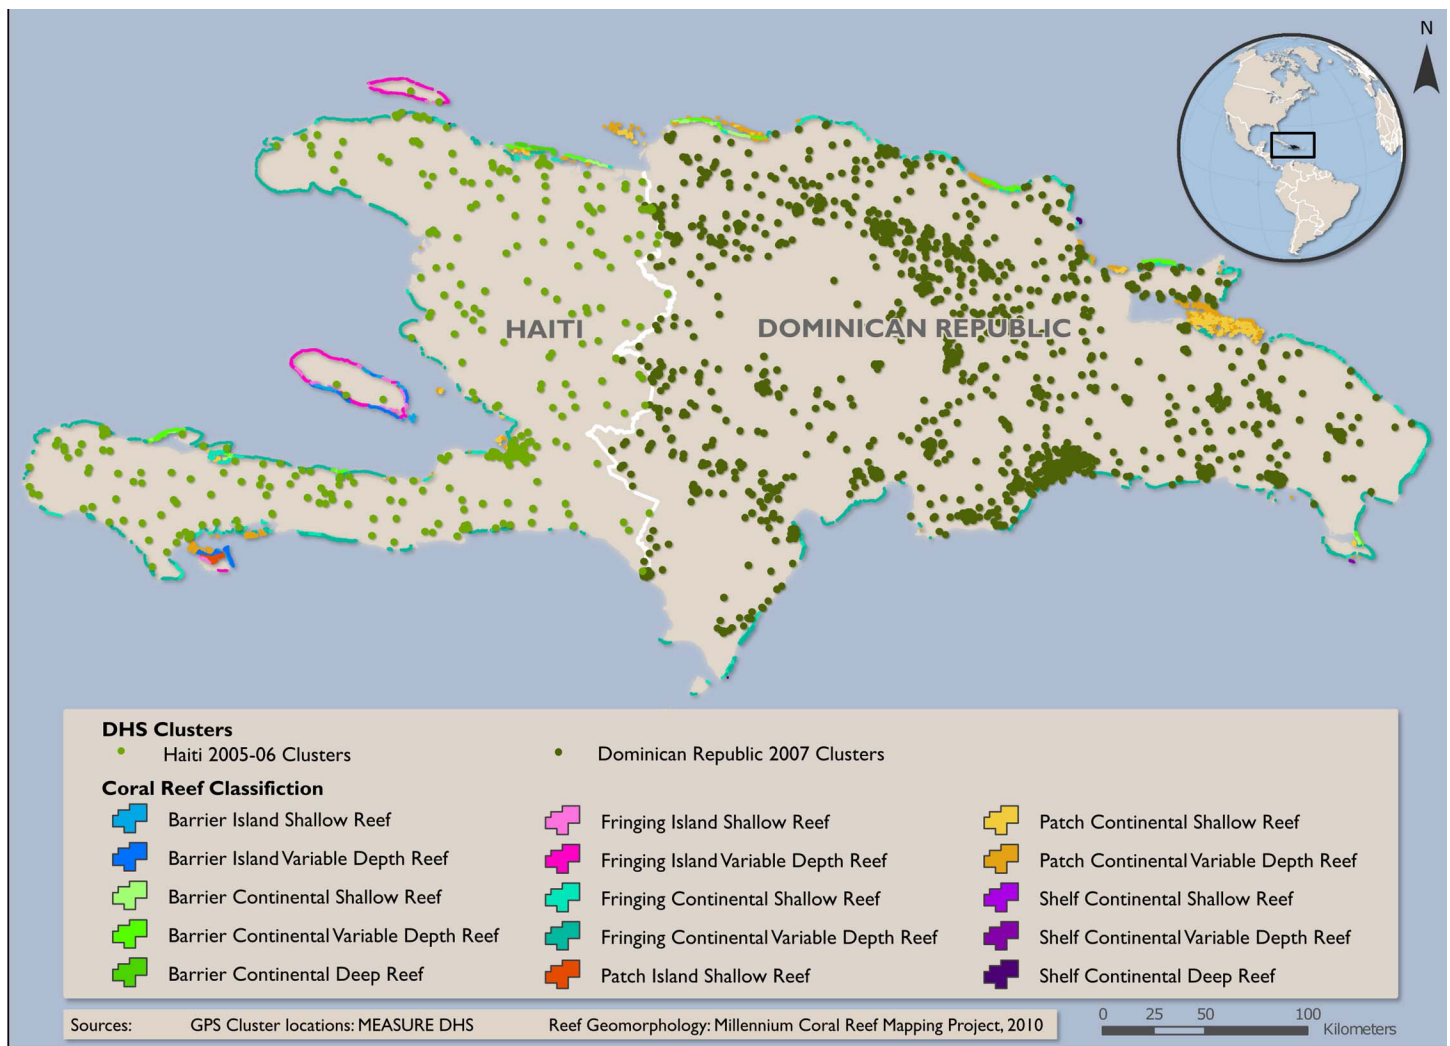 N
HAITI
DOMINICAN REPUBLIC
DHS Clusters
Haiti 2005-06 Clusters
Dominican Republic 2007 Clusters
Coral Reef Classifiction
Barrier Island Shallow Reef
Barrier Island Variable Depth Reef
Barrier Continental Shallow Reef
Barrier Continental Variable Depth Reef
Barrier Continental Deep Reef
Fringing Island Shallow Reef
Fringing Island Variable Depth Reef
Fringing Continental Shallow Reef
Fringing Continental Variable Depth Reef
Patch Island Shallow Reef
Patch Continental Shallow Reef
Patch Continental Variable Depth Reef
Shelf Continental Shallow Reef
Shelf Continental Variable Depth Reef
Shelf Continental Deep Reef
Sources: GPS Cluster locations: MEASURE DHS Reef Geomorphology: Millennium Coral Reef Mapping Project, 2010
0 25 50 100
Kilometers